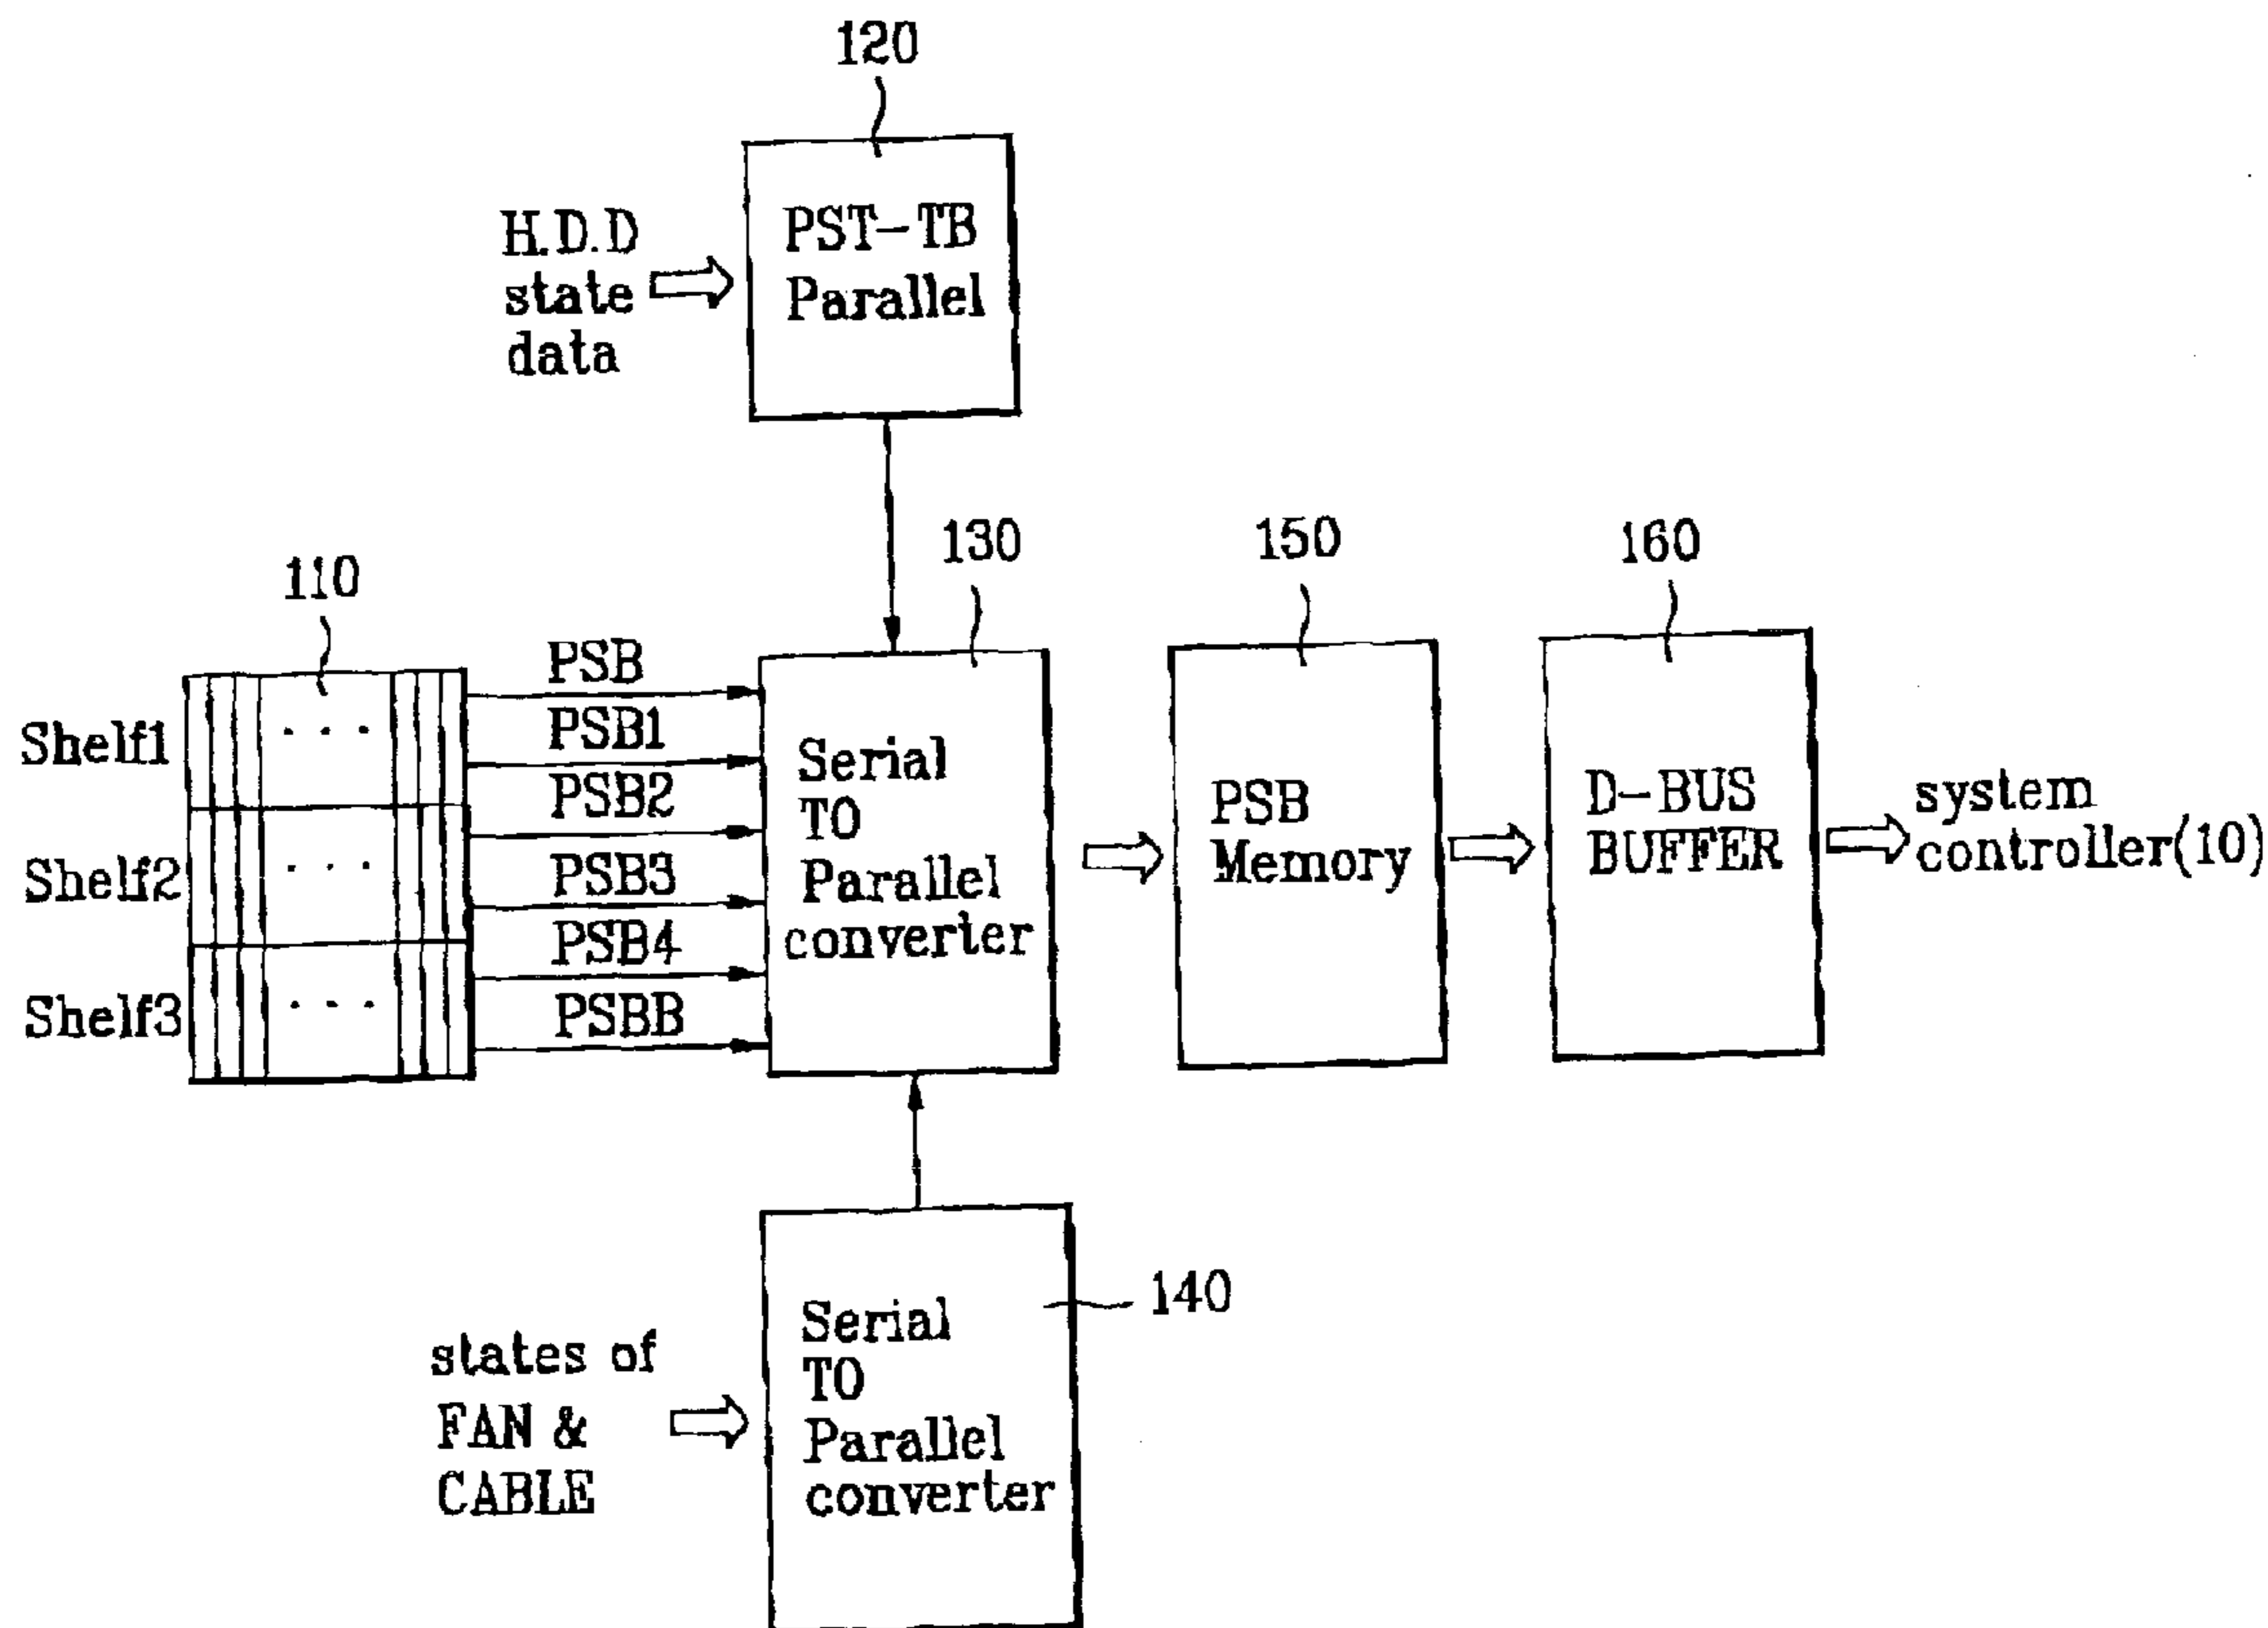 120
H.D.D
state
data
PST-TB
Parallel
110
130
150
160
Shelf1
Shelf2
Shelf3
PSB
PSB1
PSB2
PSB3
PSB4
PSBB
Serial
TO
Parallel
converter
PSB
Memory
D-BUS
BUFFER
system
controller(10)
states of
FAN &
CABLE
Serial
TO
Parallel
converter
140